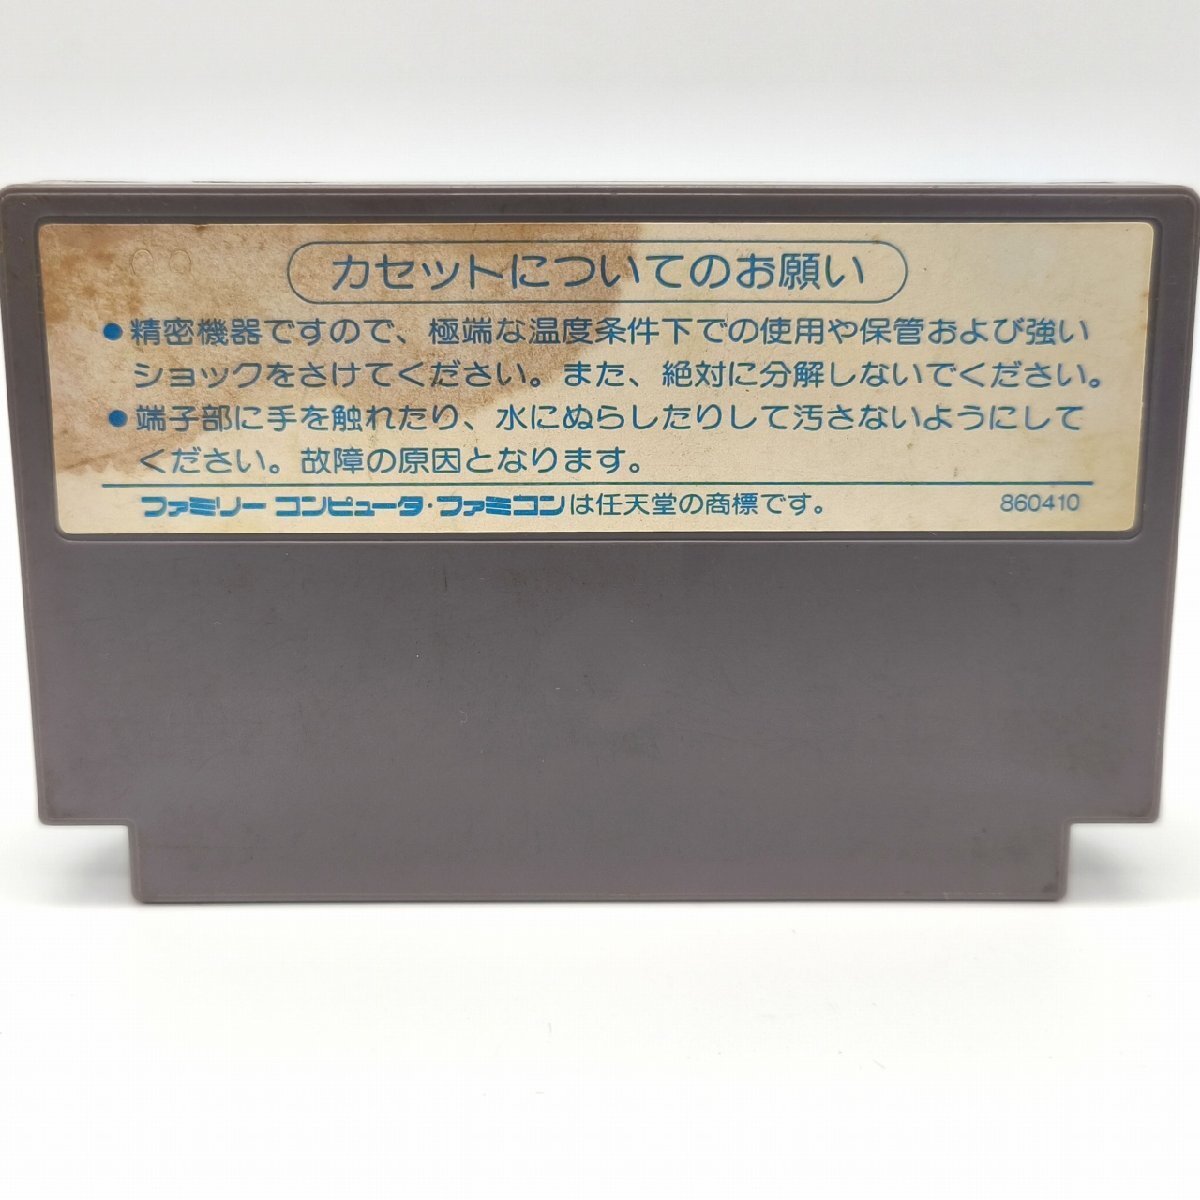 カセットについてのお願い
●精密機器ですので、極端な温度条件下での使用や保管および強い
ショックをさけてください。また、絶対に分解しないでください。
●端子部に手を触れたり、水にぬらしたりして汚さないようにして
ください。故障の原因となります。
ファミリー コンピュータ・ファミコンは任天堂の商標です。 860410